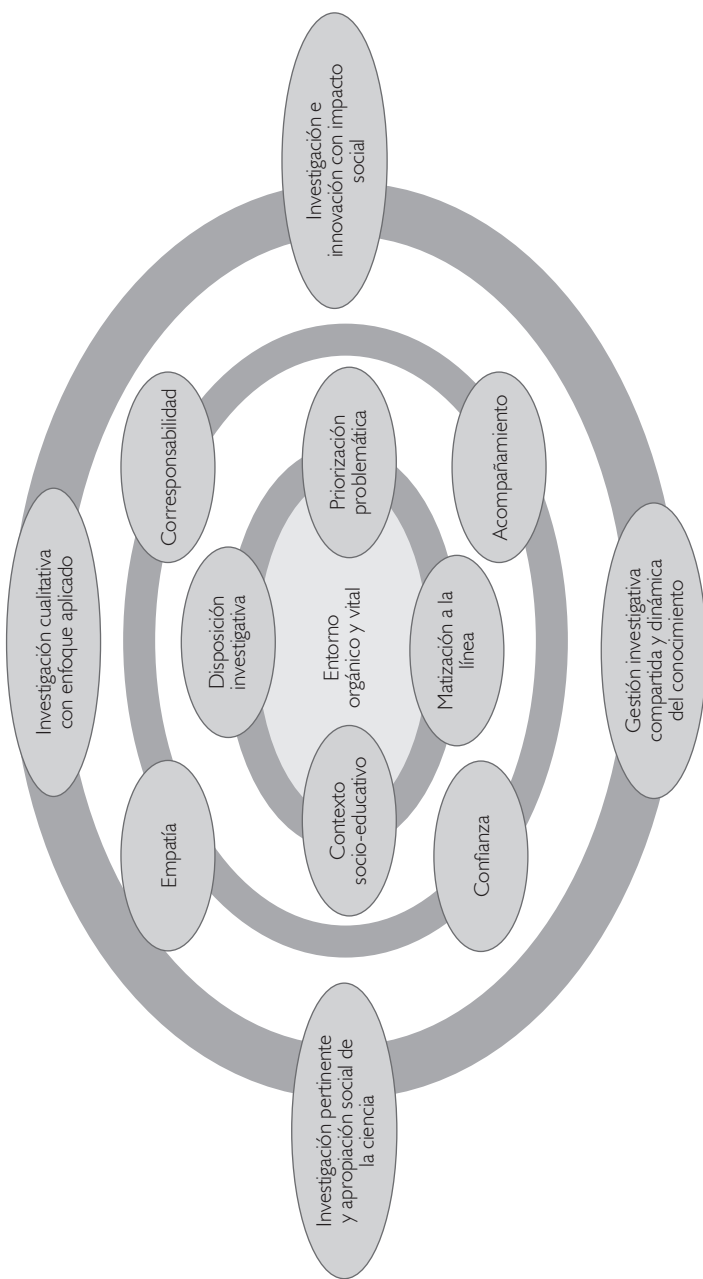 Investigación cualitativa
con enfoque aplicado
Empatía
Corresponsabilidad
Disposición
investigativa
Investigación pertinente
y apropiación social de
la ciencia
Contexto
socio-educativo
Entorno
orgánico y vital
Priorización
problemática
Investigación e
innovación con impacto
social
Matización a la
línea
Confianza
Acompañamiento
Gestión investigativa
compartida y dinámica
del conocimiento